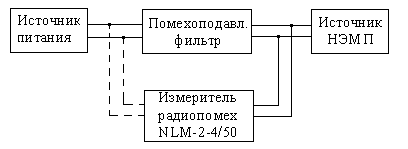 Источник
питания
Помехоподавл.
фильтр
Источник
НЭМП
Измеритель
радиопомех
NLM-2-4/50